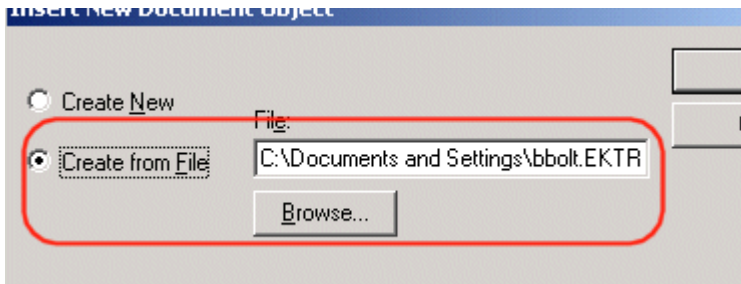 Insert New Document Object
Create New
File:
Create from File
C:\Documents and Settings\bbolt.EKTR
Browse...